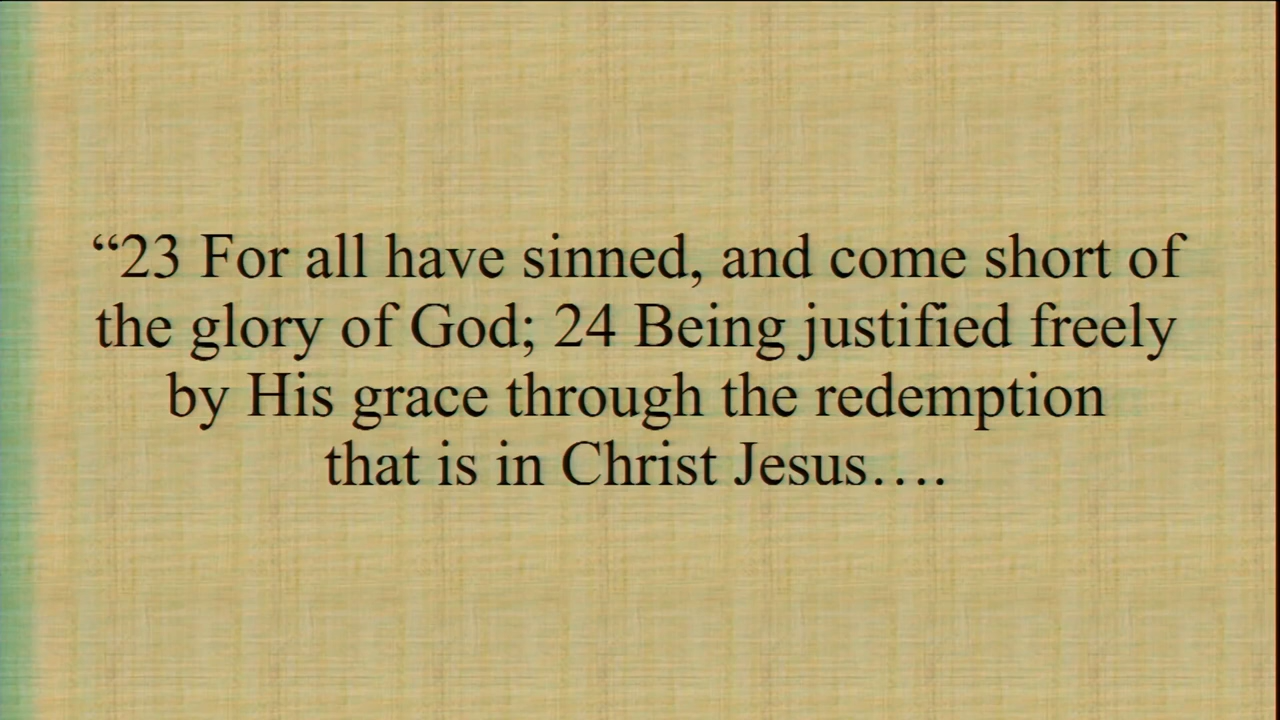 “23 For all have sinned, and come short of
the glory of God; 24 Being justified freely
by His grace through the redemption
that is in Christ Jesus….